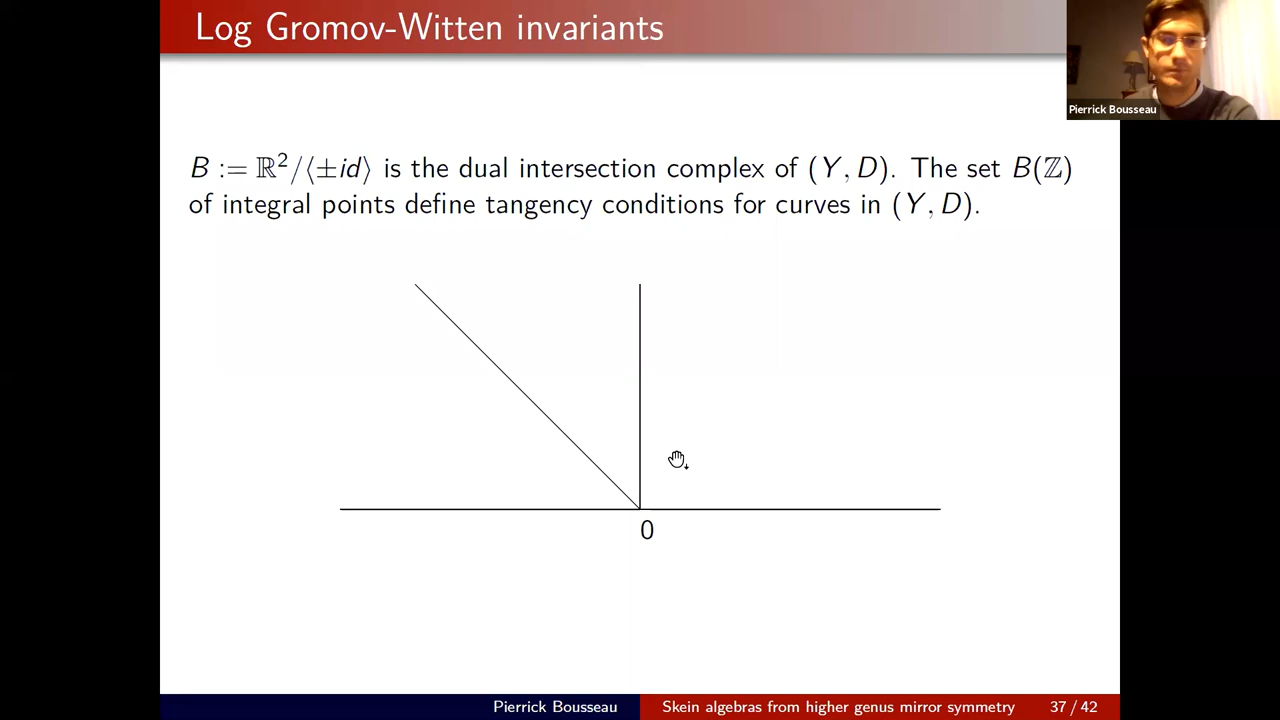 Log Gromov-Witten invariants
Pierrick Bousseau
B := ℝ²/⟨±id⟩ is the dual intersection complex of (Y, D). The set B(ℤ)
of integral points define tangency conditions for curves in (Y, D).
0
Pierrick Bousseau
Skein algebras from higher genus mirror symmetry
37 / 42